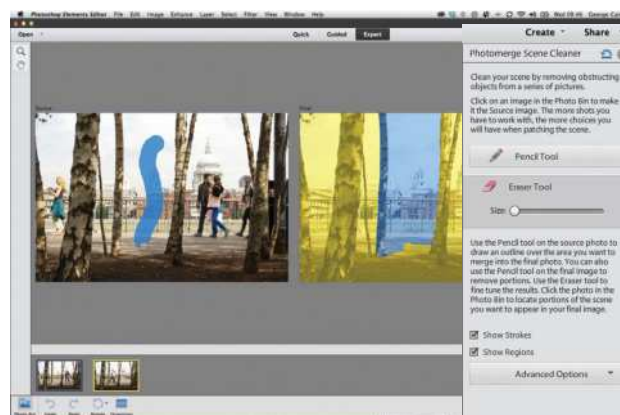 Photoshop Elements Editor File Edit Image Enhance Layer Select Filter View Window Help
Open
Quick Guided Expert
Create Share
Photomerge Scene Cleaner
Clean your scene by removing obstructing
objects from a series of pictures.
Click on an image in the Photo Bin to make
it the Source image. The more shots you
have to work with, the more choices you
will have when patching the scene.
Pencil Tool
Eraser Tool
Size:
Use the Pencil tool on the source photo to
draw an outline over the area you want to
merge into the final photo. You can also
use the Pencil tool on the final image to
remove portions. Use the Eraser tool to
fine tune the results. Click the photo in the
Photo Bin to locate portions of the scene
you want to appear in your final image.
Show Strokes
Show Regions
Advanced Options